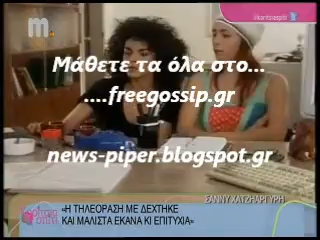 m.
Μάθετε τα όλα στο...
....freegossip.gr
news-piper.blogspot.gr
ΞΑΝΝΥ ΧΑΤΖΗΑΡΓΥΡΗ
«Η ΤΗΛΕΟΡΑΣΗ ΜΕ ΔΕΧΤΗΚΕ
ΚΑΙ ΜΑΛΙΣΤΑ ΕΚΑΝΑ ΚΙ ΕΠΙΤΥΧΙΑ»